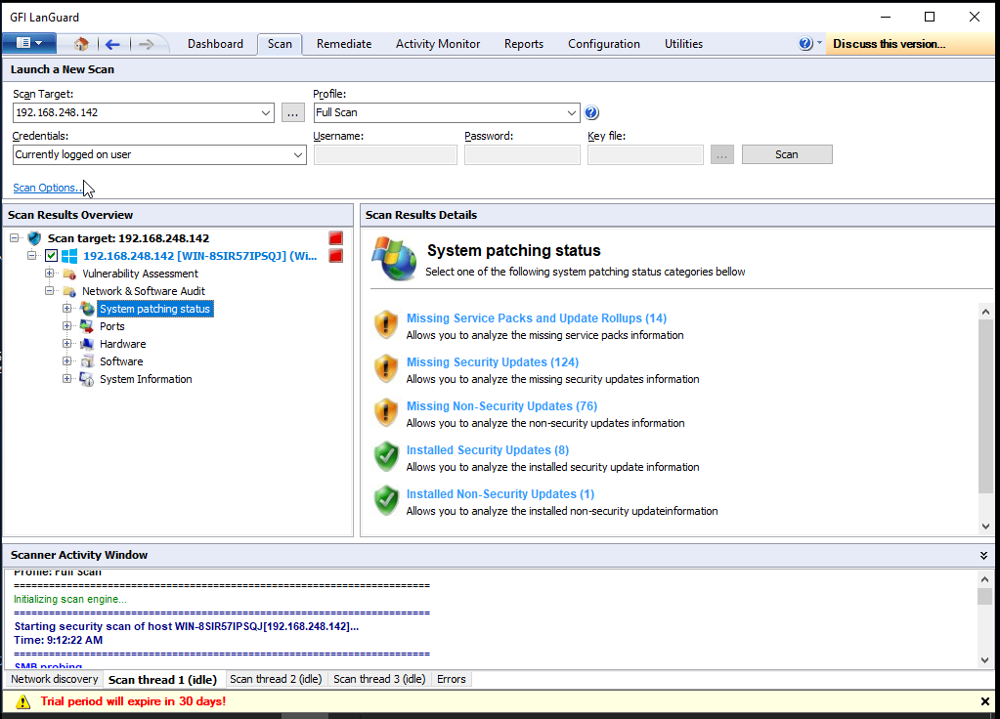 GFI LanGuard
Dashboard Scan Remediate Activity Monitor Reports Configuration Utilities Discuss this version...
Launch a New Scan
Scan Target: Profile:
192.168.248.142 ... Full Scan
Credentials: Username: Password: Key file:
Currently logged on user ... Scan
Scan Options...
Scan Results Overview
Scan target: 192.168.248.142
192.168.248.142 [WIN-8SIR57IPSQJ] (Wi...
Vulnerability Assessment
Network & Software Audit
System patching status
Ports
Hardware
Software
System Information
Scan Results Details
System patching status
Select one of the following system patching status categories bellow
Missing Service Packs and Update Rollups (14)
Allows you to analyze the missing service packs information
Missing Security Updates (124)
Allows you to analyze the missing security updates information
Missing Non-Security Updates (76)
Allows you to analyze the non-security updates information
Installed Security Updates (8)
Allows you to analyze the installed security update information
Installed Non-Security Updates (1)
Allows you to analyze the installed non-security updateinformation
Scanner Activity Window
Profile: Full Scan
Initializing scan engine...
Starting security scan of host WIN-8SIR57IPSQJ[192.168.248.142]...
Time: 9:12:22 AM
SMB probing
Network discovery Scan thread 1 (idle) Scan thread 2 (idle) Scan thread 3 (idle) Errors
Trial period will expire in 30 days!